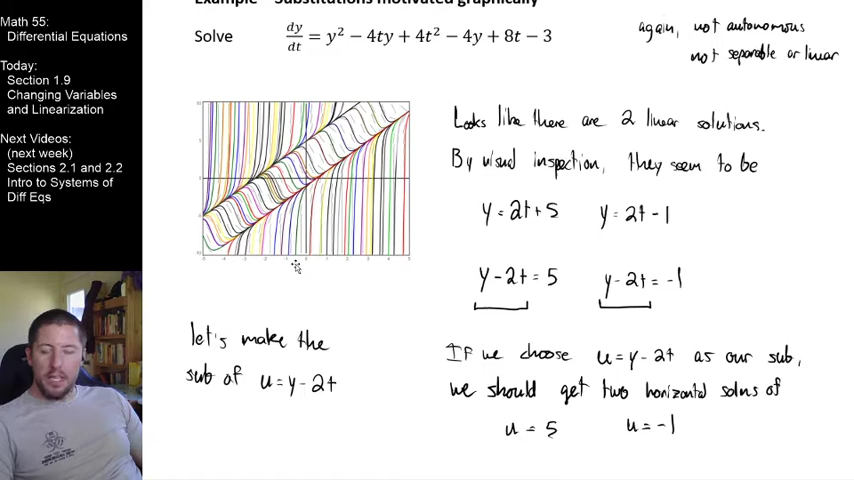 Math 55:
Differential Equations
Today:
Section 1.9
Changing Variables
and Linearization
Next Videos:
(next week)
Sections 2.1 and 2.2
Intro to Systems of
Diff Eqs
Example – Substitutions motivated graphically
Solve dy/dt = y² − 4ty + 4t² − 4y + 8t − 3
again, not autonomous
not separable or linear
Looks like there are 2 linear solutions.
By visual inspection, they seem to be
y = 2t+5 y = 2t −1
y−2t = 5 y−2t = −1
let's make the
sub of u = y − 2t
If we choose u = y − 2t as our sub,
we should get two horizontal solns of
u = 5 u = −1